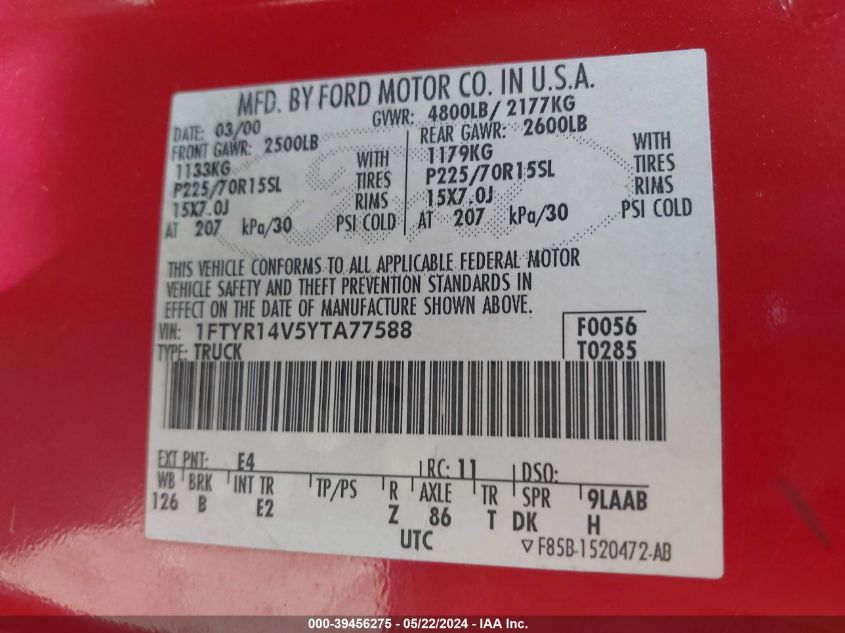 MFD. BY FORD MOTOR CO. IN U.S.A.
DATE: 03/00 GVWR: 4800LB/ 2177KG
FRONT GAWR: 2500LB REAR GAWR: 2600LB
1133KG WITH 1179KG WITH
P225/70R15SL TIRES P225/70R15SL TIRES
15X7.0J RIMS 15X7.0J RIMS
AT 207 kPa/30 PSI COLD AT 207 kPa/30 PSI COLD
THIS VEHICLE CONFORMS TO ALL APPLICABLE FEDERAL MOTOR
VEHICLE SAFETY AND THEFT PREVENTION STANDARDS IN
EFFECT ON THE DATE OF MANUFACTURE SHOWN ABOVE.
VIN: 1FTYR14V5YTA77588 F0056
TYPE: TRUCK T0285
EXT PNT: E4 RC: 11 DSO:
WB BRK INT TR TP/PS R AXLE TR SPR 9LAAB
126 B E2 Z 86 T DK H
UTC ▽F85B-1520472-AB
000-39456275 - 05/22/2024 - IAA Inc.